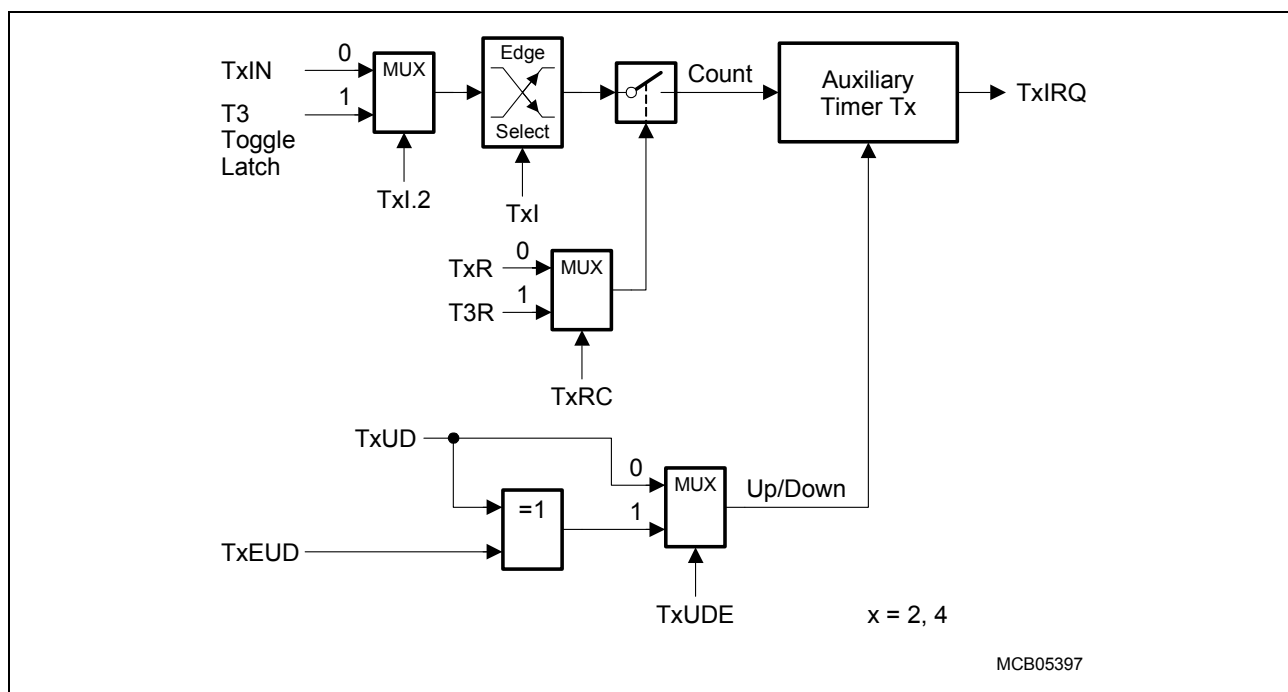 0
TxIN
MUX
Edge
Select
Count
Auxiliary
Timer Tx
TxIRQ
1
T3
Toggle
Latch
TxI.2
TxI
0
TxR
MUX
1
T3R
TxRC
TxUD
0
MUX
Up/Down
=1
1
TxEUD
TxUDE
x = 2, 4
MCB05397